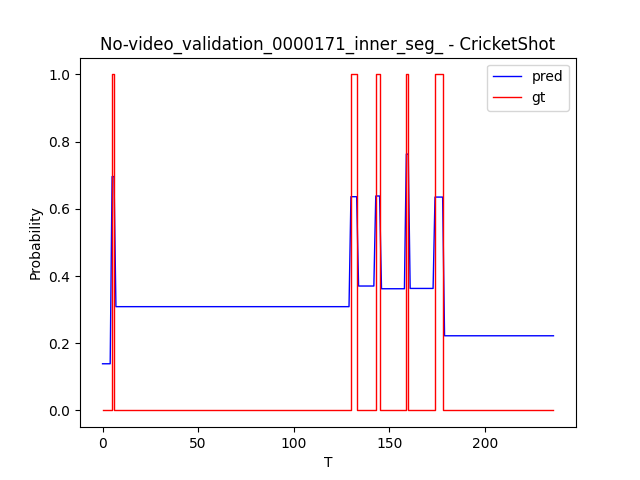 No-video_validation_0000171_inner_seg_ - CricketShot
pred
gt
1.0
0.8
0.6
0.4
0.2
0.0
Probability
0
50
100
150
200
T